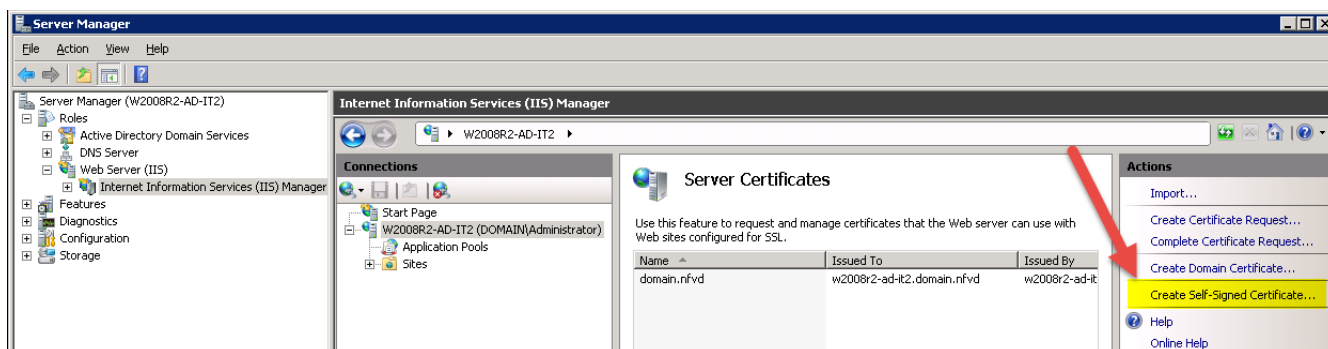 Server Manager
File Action View Help
Server Manager (W2008R2-AD-IT2)
Roles
Active Directory Domain Services
DNS Server
Web Server (IIS)
Internet Information Services (IIS) Manager
Features
Diagnostics
Configuration
Storage
Internet Information Services (IIS) Manager
W2008R2-AD-IT2
Connections
Start Page
W2008R2-AD-IT2 (DOMAIN\Administrator)
Application Pools
Sites
Server Certificates
Use this feature to request and manage certificates that the Web server can use with
Web sites configured for SSL.
Name Issued To Issued By
domain.nfvd w2008r2-ad-it2.domain.nfvd w2008r2-ad-it
Actions
Import...
Create Certificate Request...
Complete Certificate Request...
Create Domain Certificate...
Create Self-Signed Certificate...
Help
Online Help